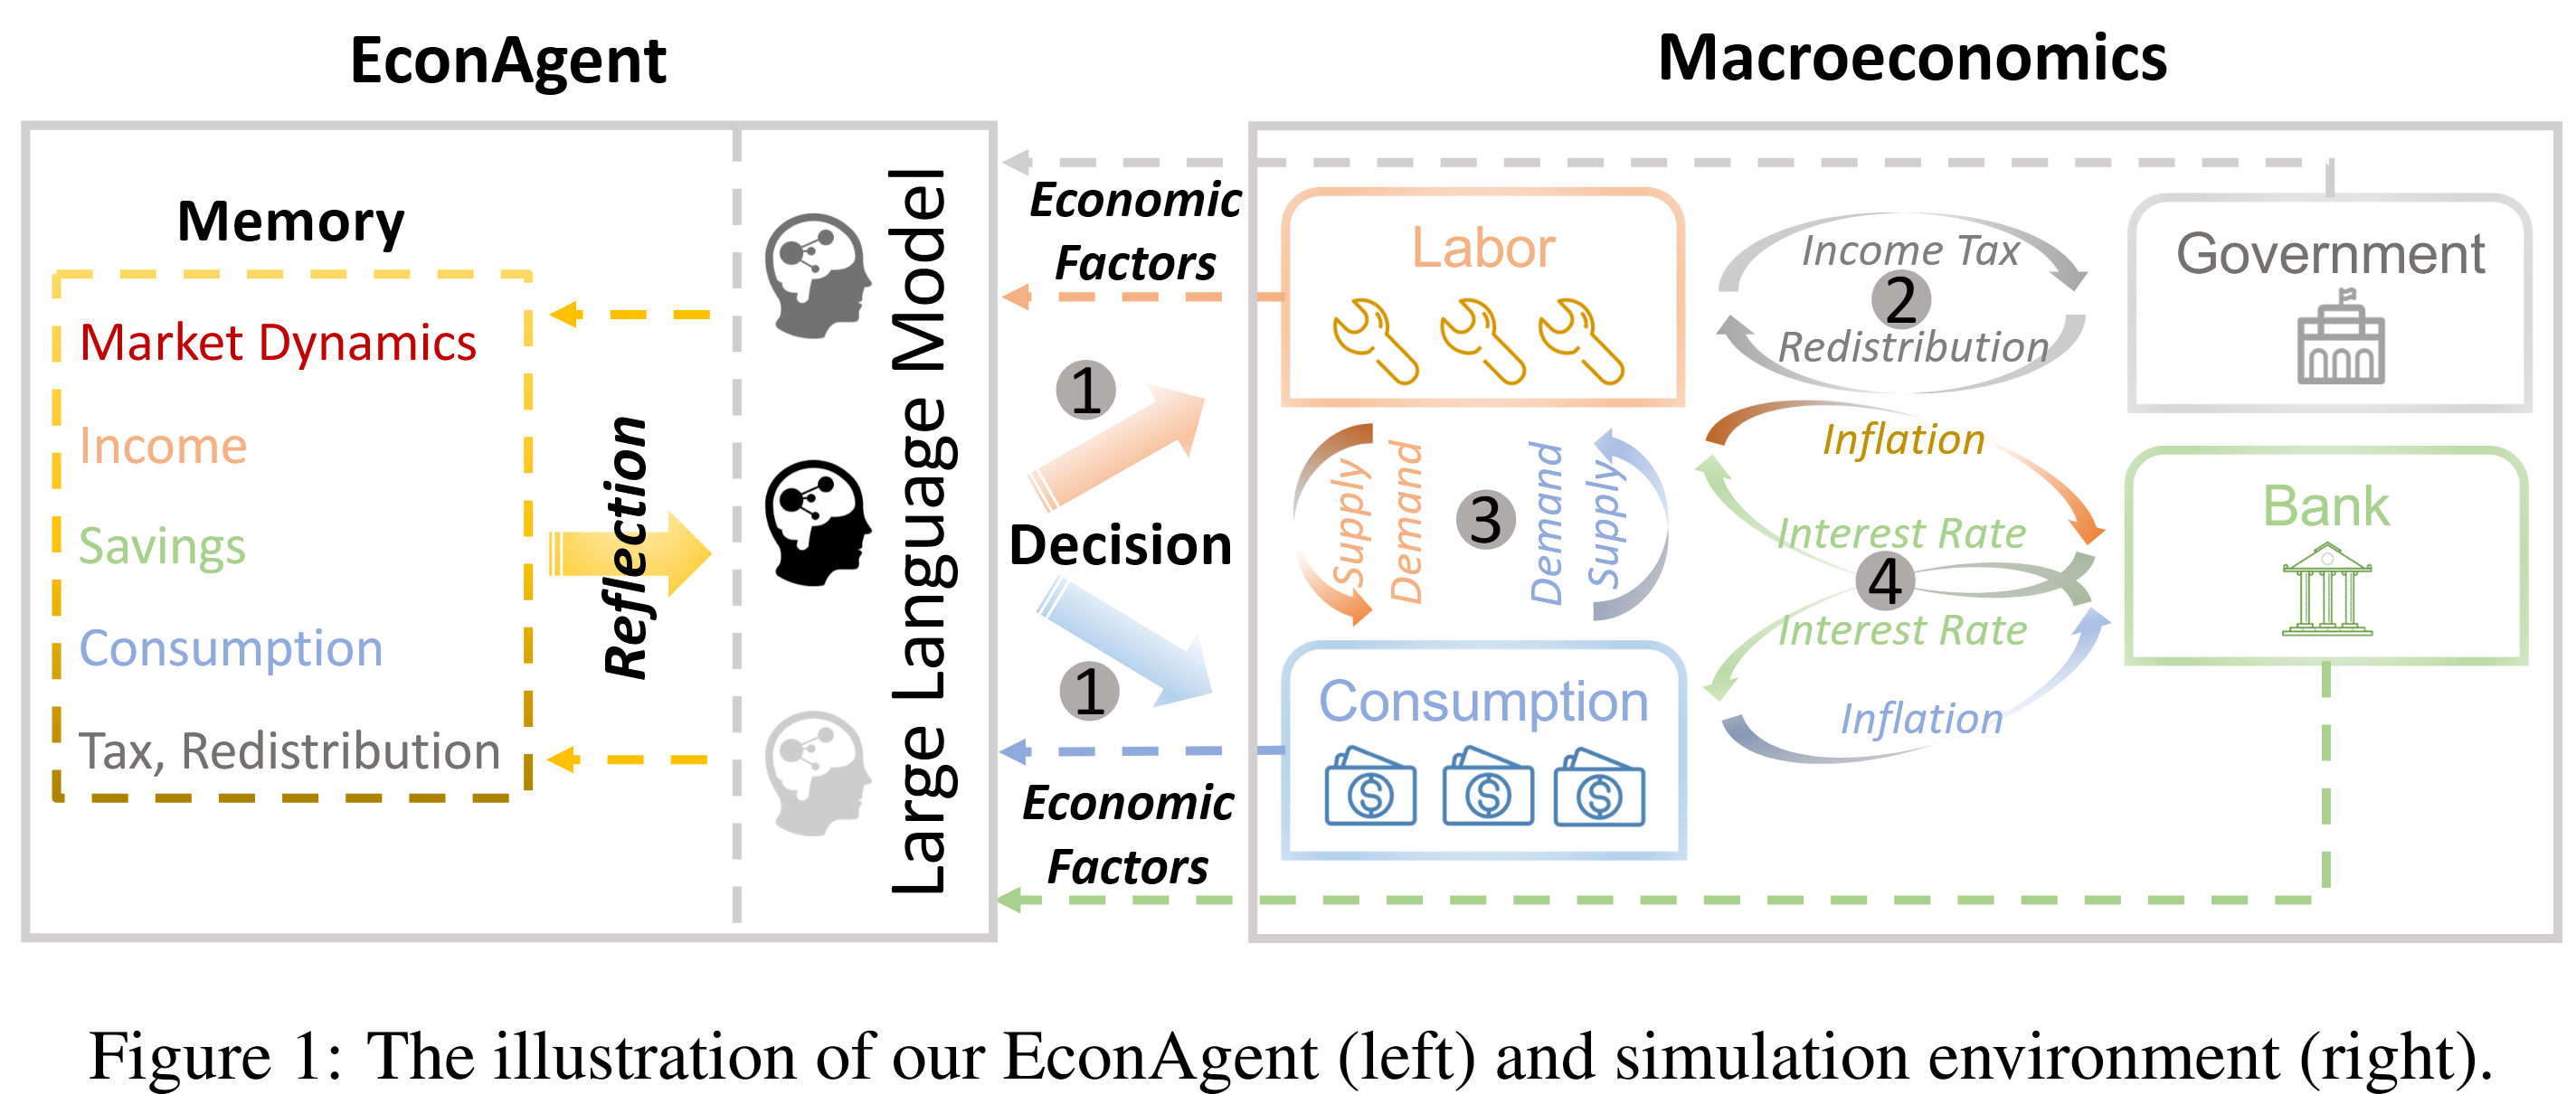 EconAgent
Memory
Market Dynamics
Income
Savings
Consumption
Tax, Redistribution
Reflection
Large Language Model
Economic
Factors
1
Decision
1
Economic
Factors
Macroeconomics
Labor
Income Tax
2
Redistribution
Government
Supply
Demand
3
Demand
Supply
Inflation
Interest Rate
4
Interest Rate
Inflation
Bank
Consumption
$ $ $
Figure 1: The illustration of our EconAgent (left) and simulation environment (right).